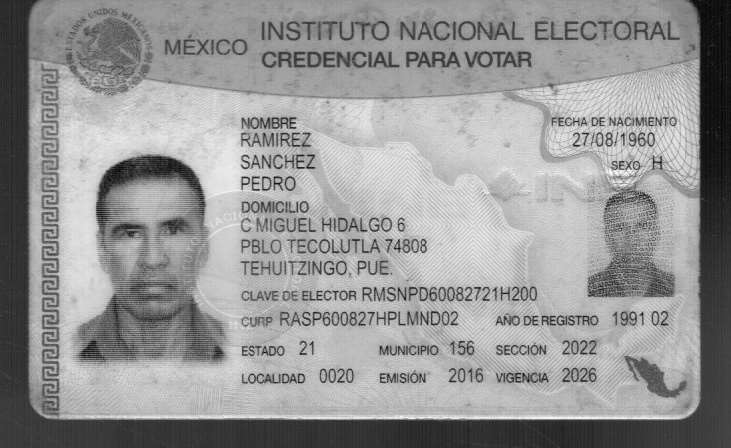 ESTADOS UNIDOS MEXICANOS
MÉXICO
INSTITUTO NACIONAL ELECTORAL
CREDENCIAL PARA VOTAR
NOMBRE
RAMIREZ
SANCHEZ
PEDRO
FECHA DE NACIMIENTO
27/08/1960
SEXO H
DOMICILIO
C MIGUEL HIDALGO 6
PBLO TECOLUTLA 74808
TEHUITZINGO, PUE.
CLAVE DE ELECTOR RMSNPD60082721H200
CURP RASP600827HPLMND02 AÑO DE REGISTRO 1991 02
ESTADO 21 MUNICIPIO 156 SECCIÓN 2022
LOCALIDAD 0020 EMISIÓN 2016 VIGENCIA 2026